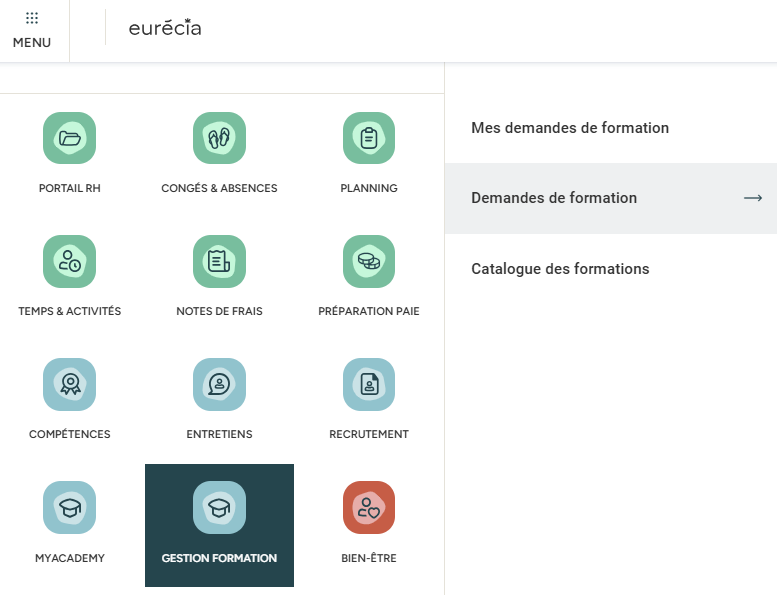 MENU
eurécia
PORTAIL RH
CONGÉS & ABSENCES
PLANNING
TEMPS & ACTIVITÉS
NOTES DE FRAIS
PRÉPARATION PAIE
COMPÉTENCES
ENTRETIENS
RECRUTEMENT
MYACADEMY
GESTION FORMATION
BIEN-ÊTRE
Mes demandes de formation
Demandes de formation
Catalogue des formations